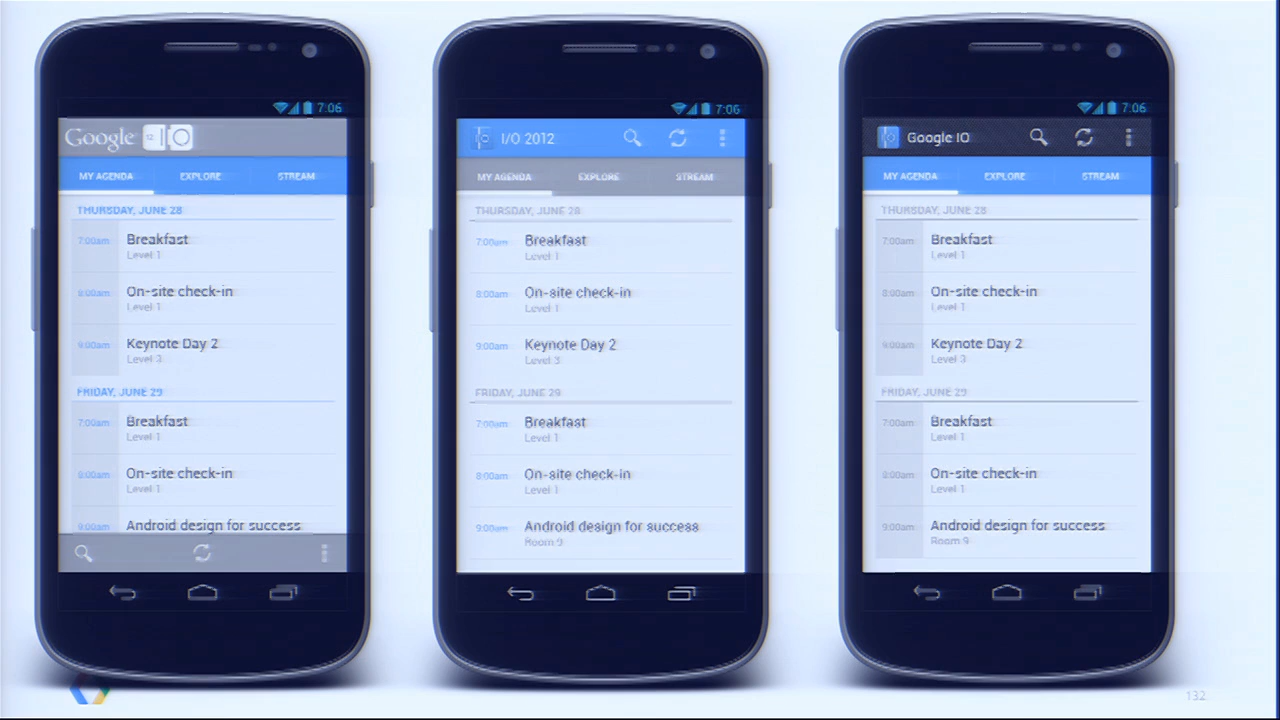 7:06
Google I/O
MY AGENDA EXPLORE STREAM
THURSDAY, JUNE 28
7:00am Breakfast
Level 1
8:00am On-site check-in
Level 1
9:00am Keynote Day 2
Level 3
FRIDAY, JUNE 29
7:00am Breakfast
Level 1
8:00am On-site check-in
Level 1
9:00am Android design for success
7:06
I/O 2012
MY AGENDA EXPLORE STREAM
THURSDAY, JUNE 28
7:00am Breakfast
Level 1
8:00am On-site check-in
Level 1
9:00am Keynote Day 2
Level 3
FRIDAY, JUNE 29
7:00am Breakfast
Level 1
8:00am On-site check-in
Level 1
9:00am Android design for success
Room 9
7:06
Google IO
MY AGENDA EXPLORE STREAM
THURSDAY, JUNE 28
7:00am Breakfast
Level 1
8:00am On-site check-in
Level 1
9:00am Keynote Day 2
Level 3
FRIDAY, JUNE 29
7:00am Breakfast
Level 1
8:00am On-site check-in
Level 1
9:00am Android design for success
Room 9
132